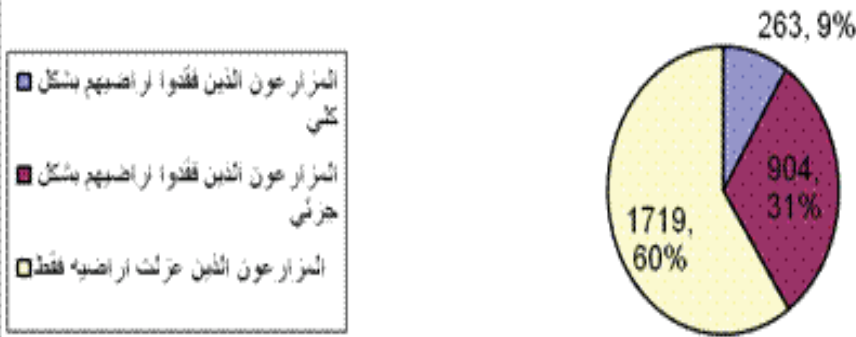 المزارعون الذين فقدوا اراضيهم بشكل
كلي
المزارعون الذين فقدوا اراضيهم بشكل
جزئي
المزارعون الذين عزلت اراضيه فقط
263, 9%
904,
31%
1719,
60%